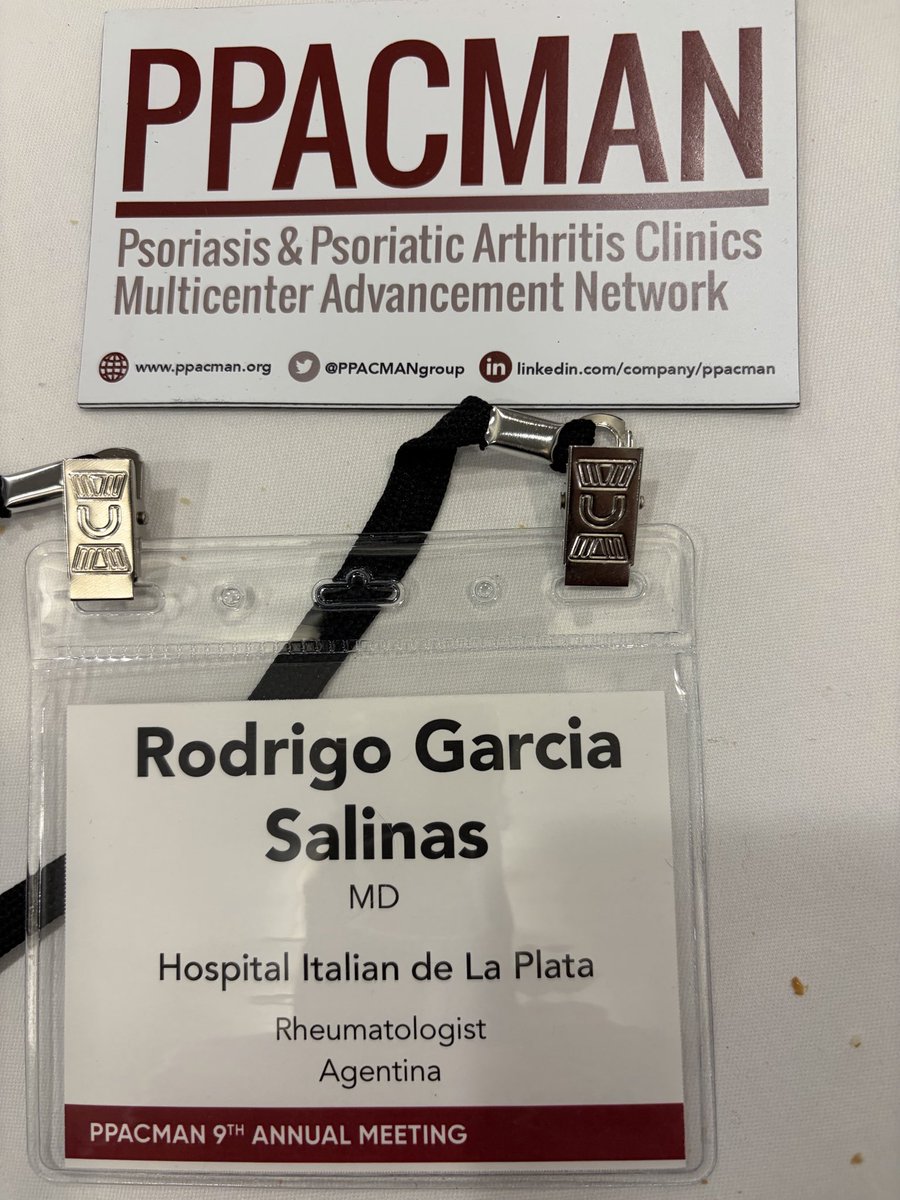 PPACMAN
Psoriasis & Psoriatic Arthritis Clinics
Multicenter Advancement Network
www.ppacman.org @PPACMANgroup in linkedin.com/company/ppacman
Rodrigo Garcia
Salinas
MD
Hospital Italian de La Plata
Rheumatologist
Agentina
PPACMAN 9TH ANNUAL MEETING